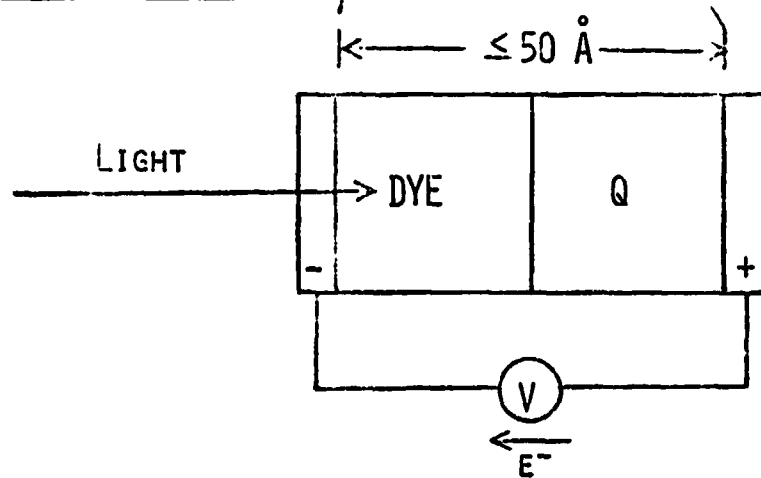 ≤ 50 Å
LIGHT
DYE Q
- +
V
E⁻